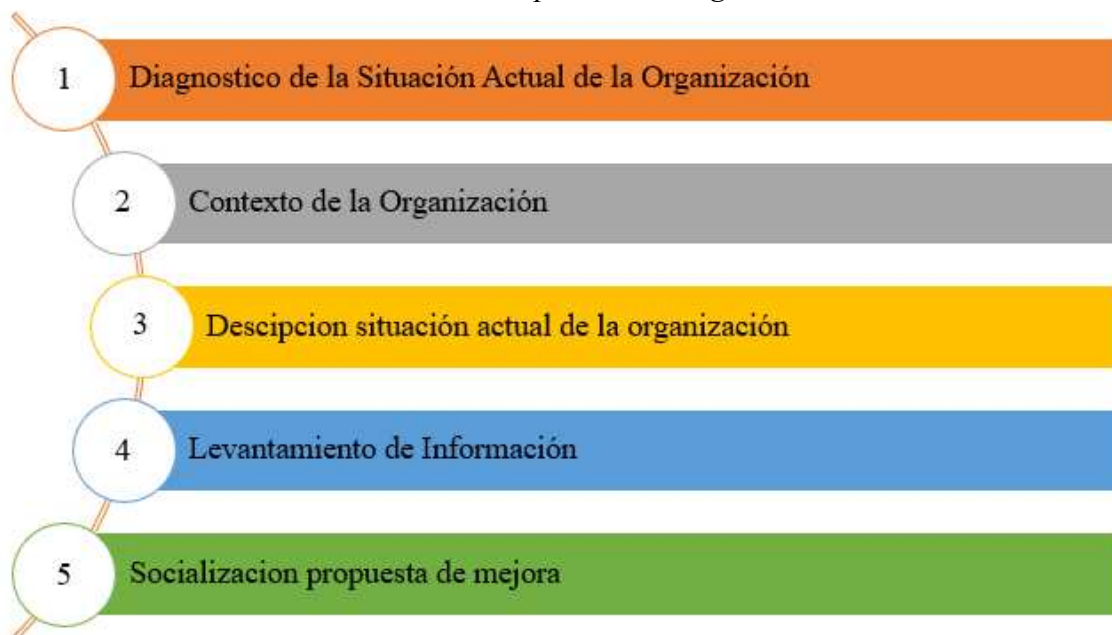 1 Diagnostico de la Situación Actual de la Organización
2 Contexto de la Organización
3 Descipcion situación actual de la organización
4 Levantamiento de Información
5 Socializacion propuesta de mejora